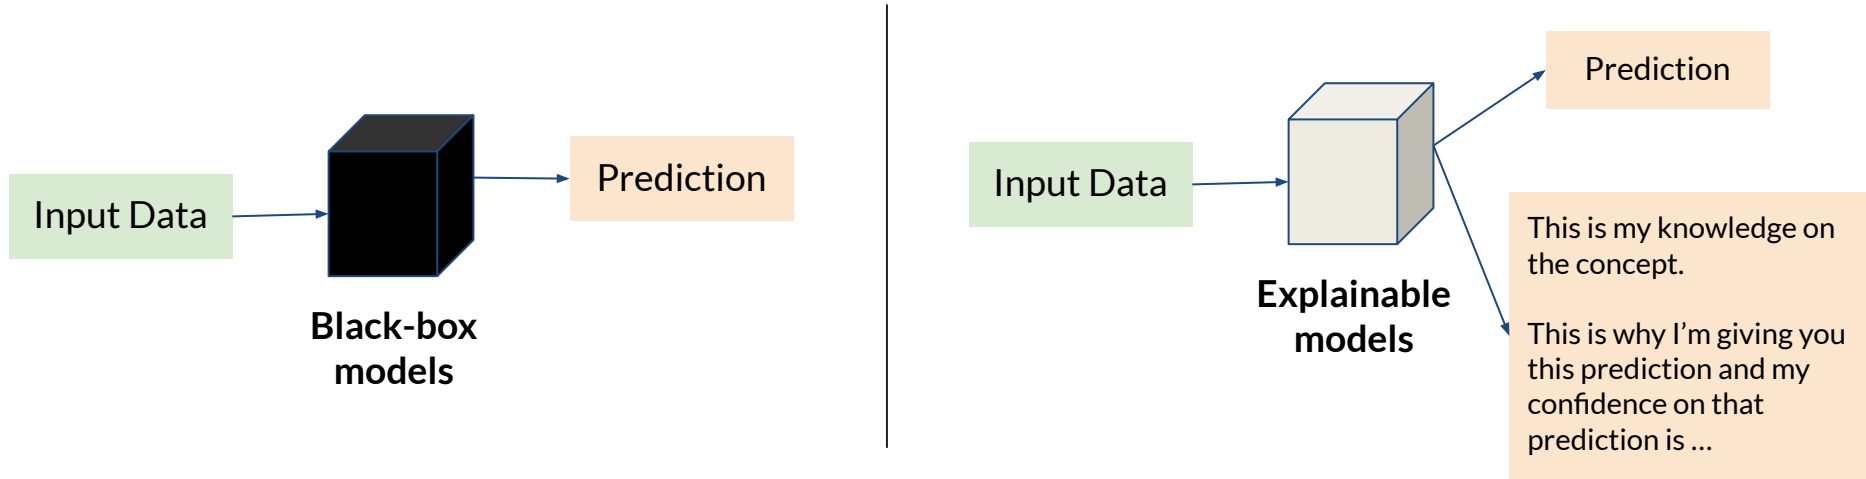 Input Data
Prediction
Black-box
models
Input Data
Explainable
models
Prediction
This is my knowledge on
the concept.
This is why I’m giving you
this prediction and my
confidence on that
prediction is ...